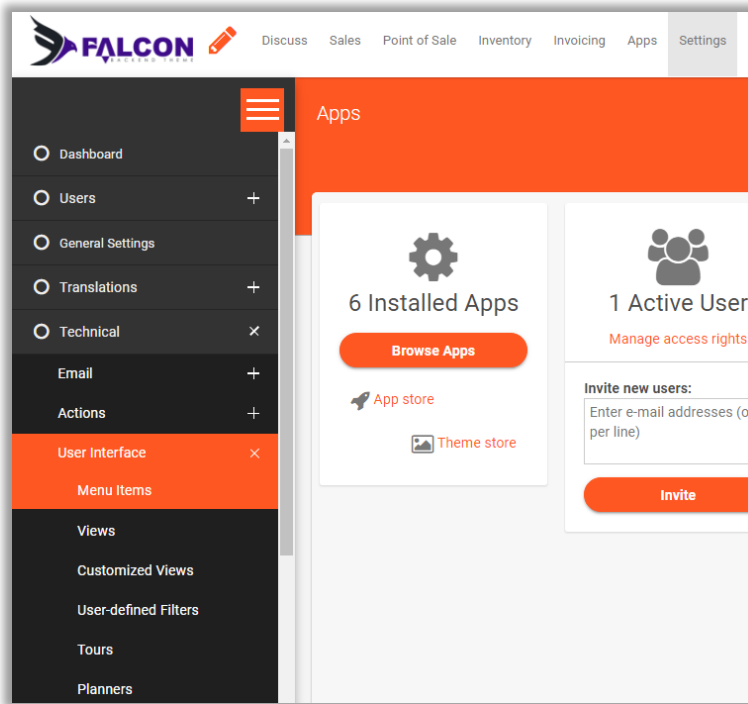 FALCON
BACKEND THEME
Discuss Sales Point of Sale Inventory Invoicing Apps Settings
Apps
Dashboard
Users
General Settings
Translations
Technical
Email
Actions
User Interface
Menu Items
Views
Customized Views
User-defined Filters
Tours
Planners
6 Installed Apps
Browse Apps
App store
Theme store
1 Active User
Manage access rights
Invite new users:
Enter e-mail addresses (o
per line)
Invite